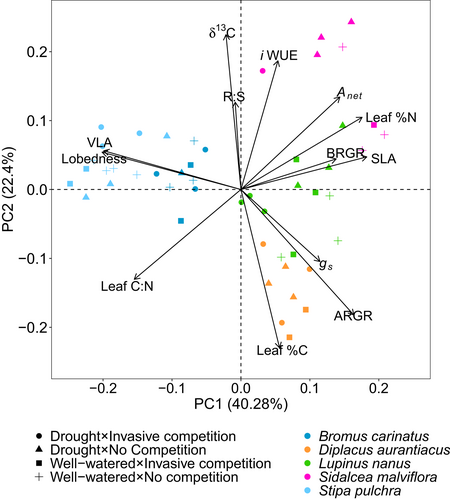 δ¹³C
i WUE
0.2
R:S
Anet
0.1
Leaf %N
VLA
Lobedness
BRGR
SLA
0.0
PC2 (22.4%)
−0.1
gs
Leaf C:N
ARGR
−0.2
Leaf %C
−0.2 −0.1 0.0 0.1 0.2
PC1 (40.28%)
Drought×Invasive competition
Drought×No Competition
Well-watered×Invasive competition
Well-watered×No competition
Bromus carinatus
Diplacus aurantiacus
Lupinus nanus
Sidalcea malviflora
Stipa pulchra